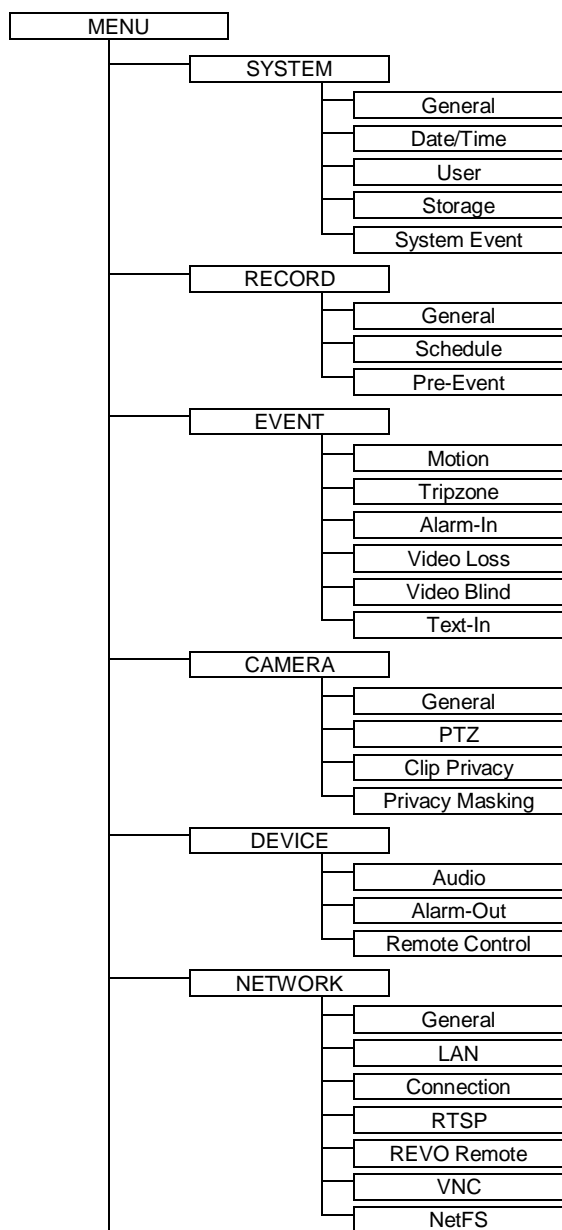 MENU
SYSTEM
General
Date/Time
User
Storage
System Event
RECORD
General
Schedule
Pre-Event
EVENT
Motion
Tripzone
Alarm-In
Video Loss
Video Blind
Text-In
CAMERA
General
PTZ
Clip Privacy
Privacy Masking
DEVICE
Audio
Alarm-Out
Remote Control
NETWORK
General
LAN
Connection
RTSP
REVO Remote
VNC
NetFS